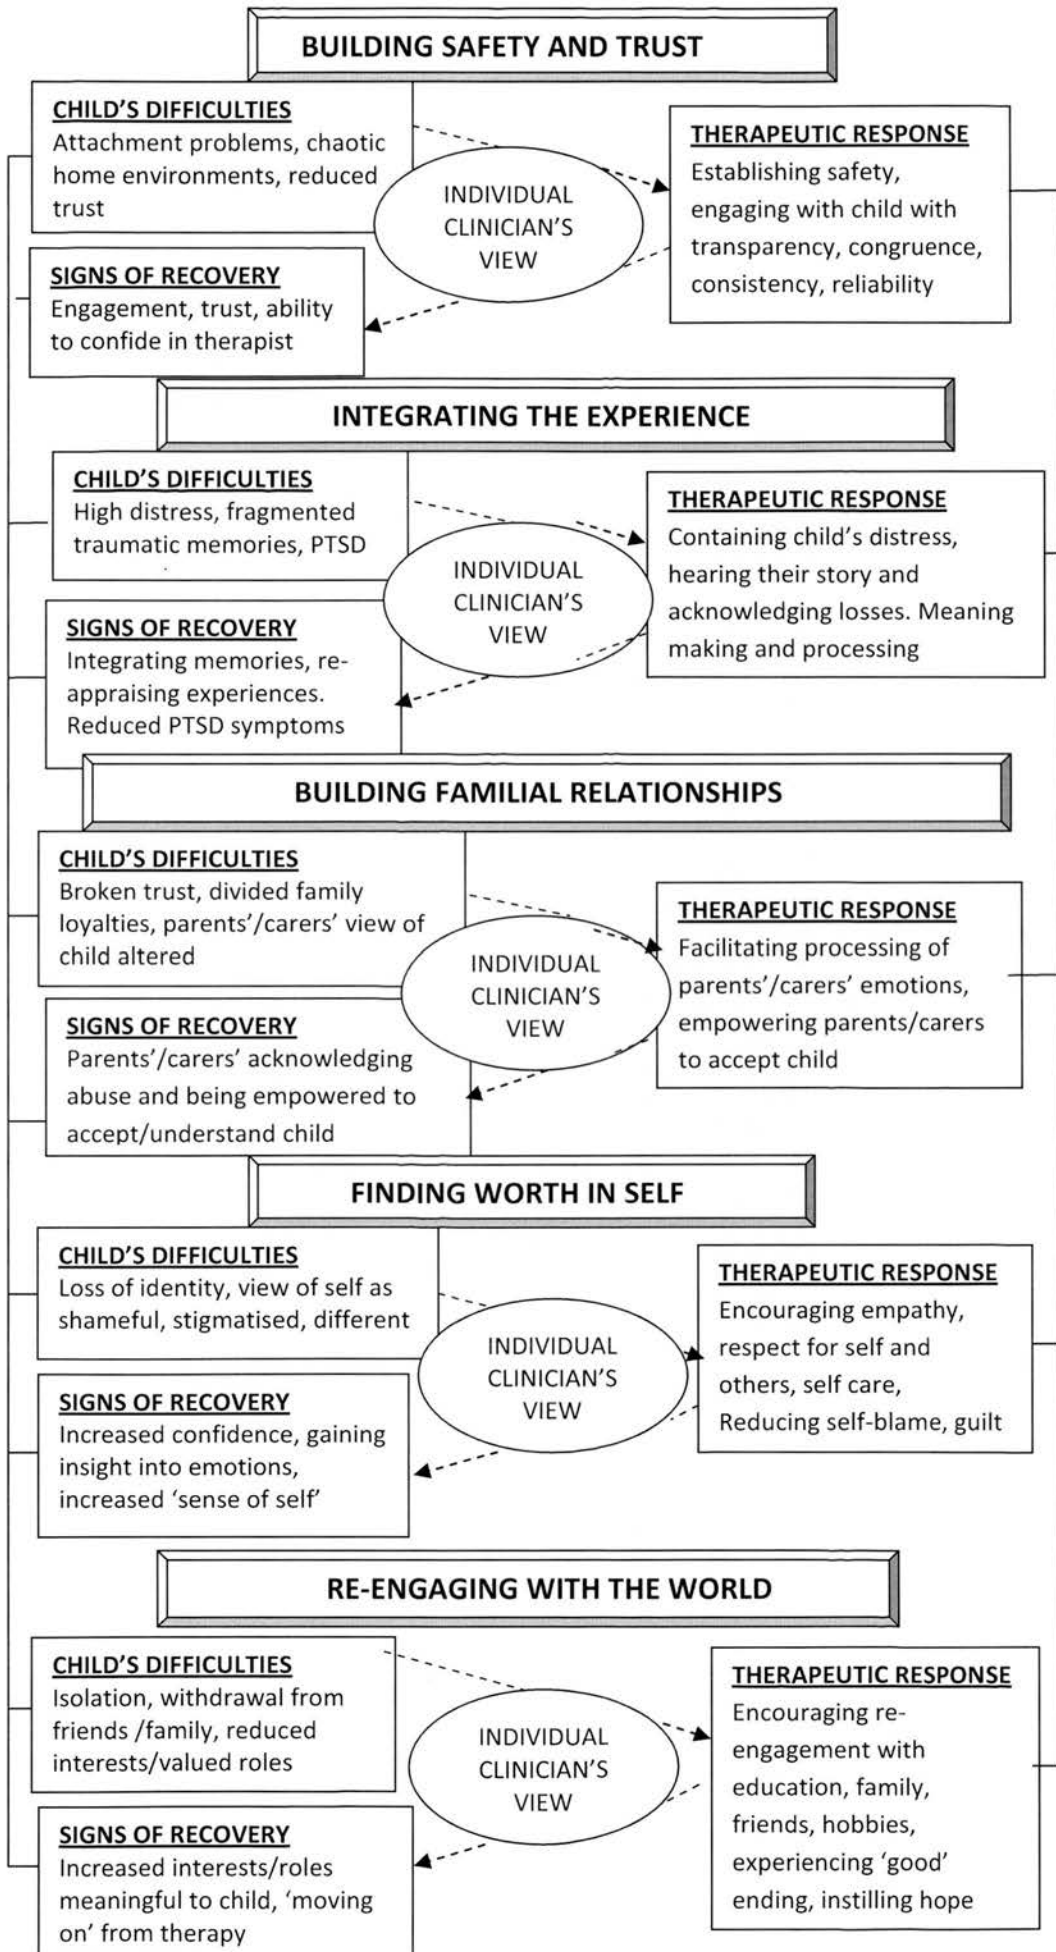 BUILDING SAFETY AND TRUST
CHILD'S DIFFICULTIES
Attachment problems, chaotic
home environments, reduced
trust
INDIVIDUAL
CLINICIAN'S
VIEW
THERAPEUTIC RESPONSE
Establishing safety,
engaging with child with
transparency, congruence,
consistency, reliability
SIGNS OF RECOVERY
Engagement, trust, ability
to confide in therapist
INTEGRATING THE EXPERIENCE
CHILD'S DIFFICULTIES
High distress, fragmented
traumatic memories, PTSD
INDIVIDUAL
CLINICIAN'S
VIEW
THERAPEUTIC RESPONSE
Containing child's distress,
hearing their story and
acknowledging losses. Meaning
making and processing
SIGNS OF RECOVERY
Integrating memories, re-
appraising experiences.
Reduced PTSD symptoms
BUILDING FAMILIAL RELATIONSHIPS
CHILD'S DIFFICULTIES
Broken trust, divided family
loyalties, parents'/carers' view of
child altered
INDIVIDUAL
CLINICIAN'S
VIEW
THERAPEUTIC RESPONSE
Facilitating processing of
parents'/carers' emotions,
empowering parents/carers
to accept child
SIGNS OF RECOVERY
Parents'/carers' acknowledging
abuse and being empowered to
accept/understand child
FINDING WORTH IN SELF
CHILD'S DIFFICULTIES
Loss of identity, view of self as
shameful, stigmatised, different
INDIVIDUAL
CLINICIAN'S
VIEW
THERAPEUTIC RESPONSE
Encouraging empathy,
respect for self and
others, self care,
Reducing self-blame, guilt
SIGNS OF RECOVERY
Increased confidence, gaining
insight into emotions,
increased 'sense of self'
RE-ENGAGING WITH THE WORLD
CHILD'S DIFFICULTIES
Isolation, withdrawal from
friends /family, reduced
interests/valued roles
INDIVIDUAL
CLINICIAN'S
VIEW
THERAPEUTIC RESPONSE
Encouraging re-
engagement with
education, family,
friends, hobbies,
experiencing 'good'
ending, instilling hope
SIGNS OF RECOVERY
Increased interests/roles
meaningful to child, 'moving
on' from therapy